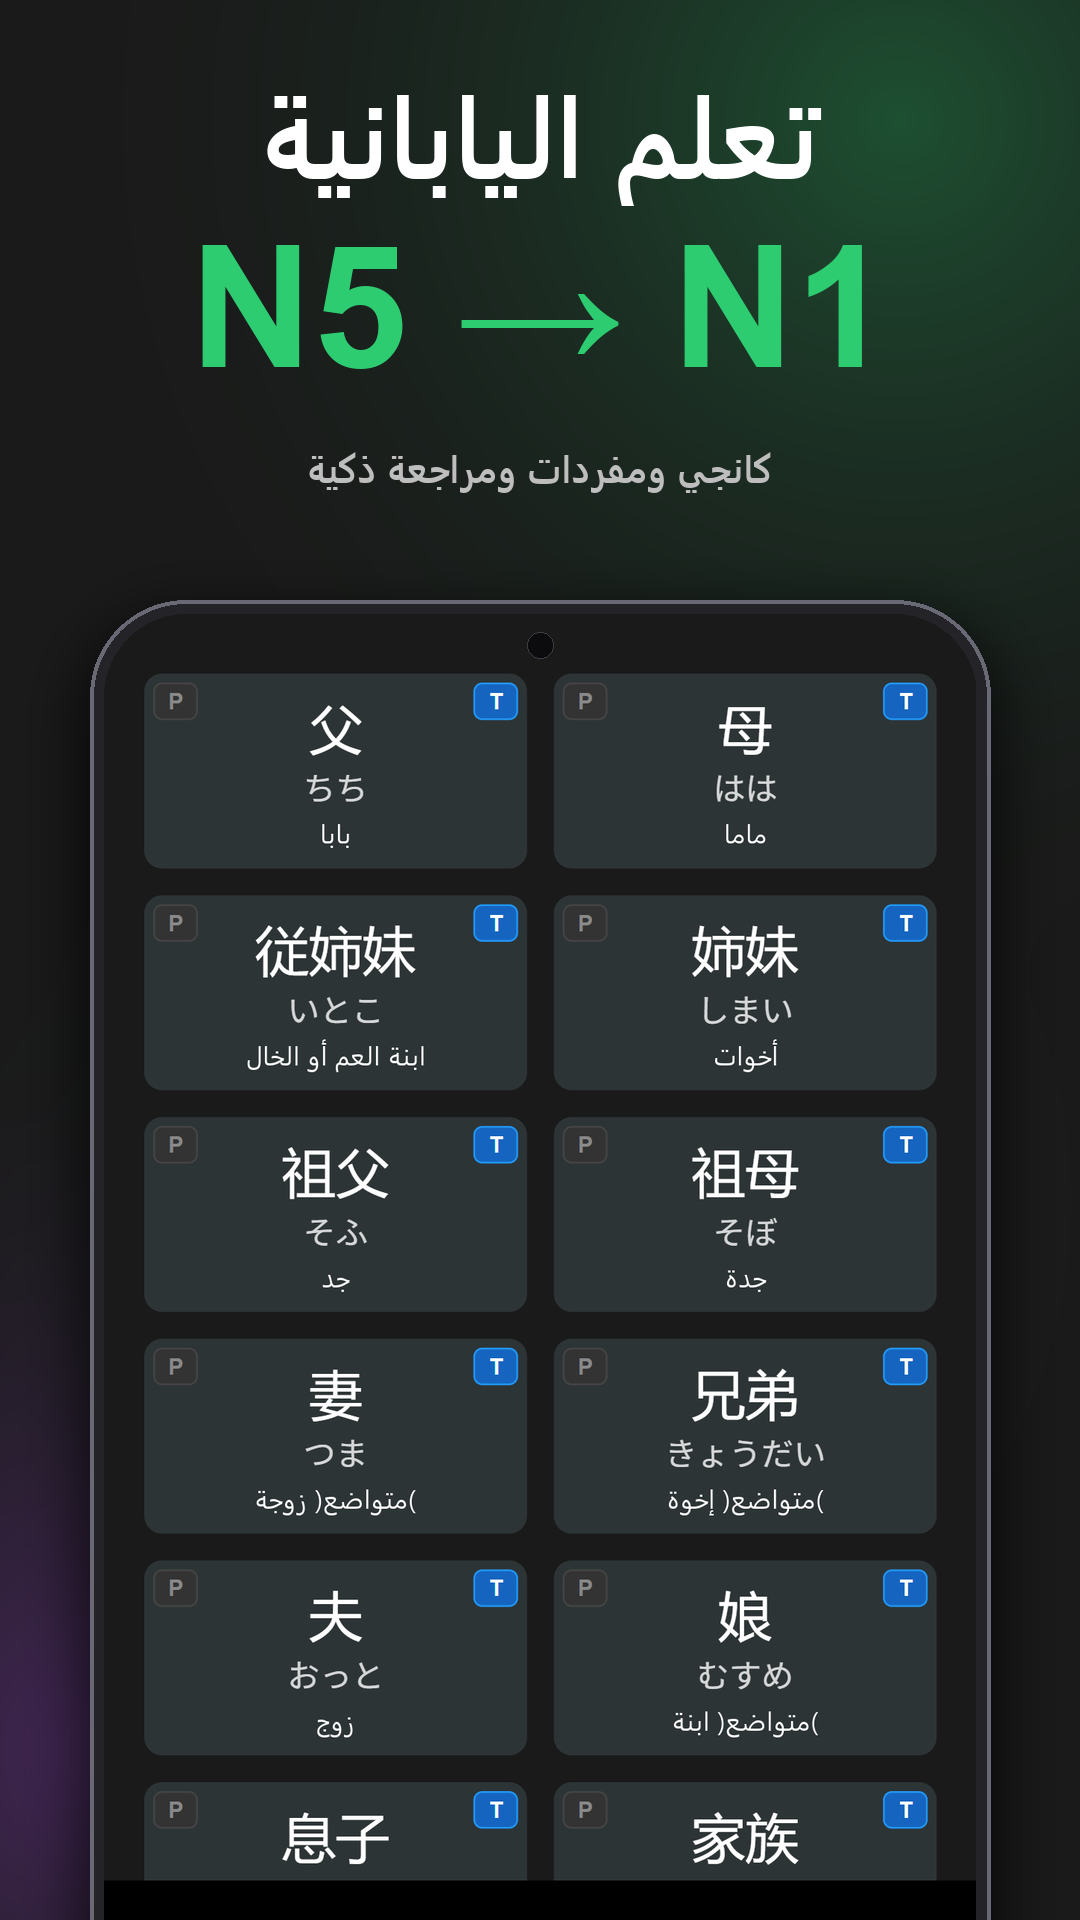 تعلم اليابانية
N5 → N1
كانجي ومفردات ومراجعة ذكية
P T
父
ちち
بابا
P T
母
はは
ماما
P T
従姉妹
いとこ
ابنة العم أو الخال
P T
姉妹
しまい
أخوات
P T
祖父
そふ
جد
P T
祖母
そぼ
جدة
P T
妻
つま
(متواضع) زوجة
P T
兄弟
きょうだい
(متواضع) إخوة
P T
夫
おっと
زوج
P T
娘
むすめ
(متواضع) ابنة
P T
息子
P T
家族